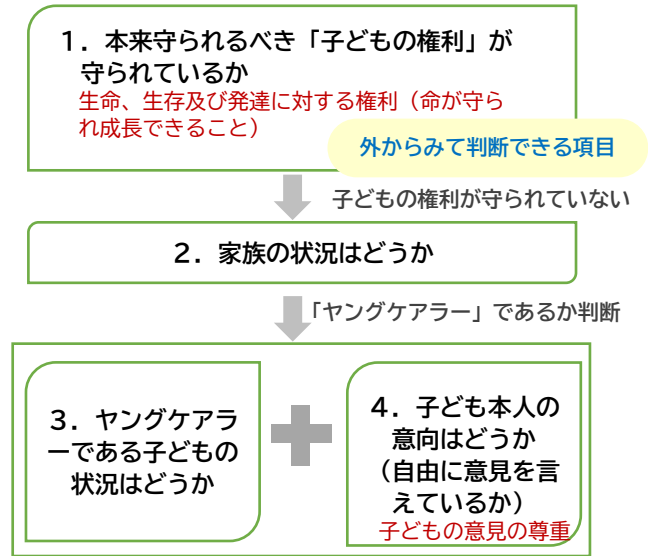 1．本来守られるべき「子どもの権利」が
守られているか
生命、生存及び発達に対する権利（命が守ら
れ成長できること）
外からみて判断できる項目
子どもの権利が守られていない
2．家族の状況はどうか
「ヤングケアラー」であるか判断
3．ヤングケアラ
ーである子どもの
状況はどうか
4．子ども本人の
意向はどうか
（自由に意見を言
えているか）
子どもの意見の尊重